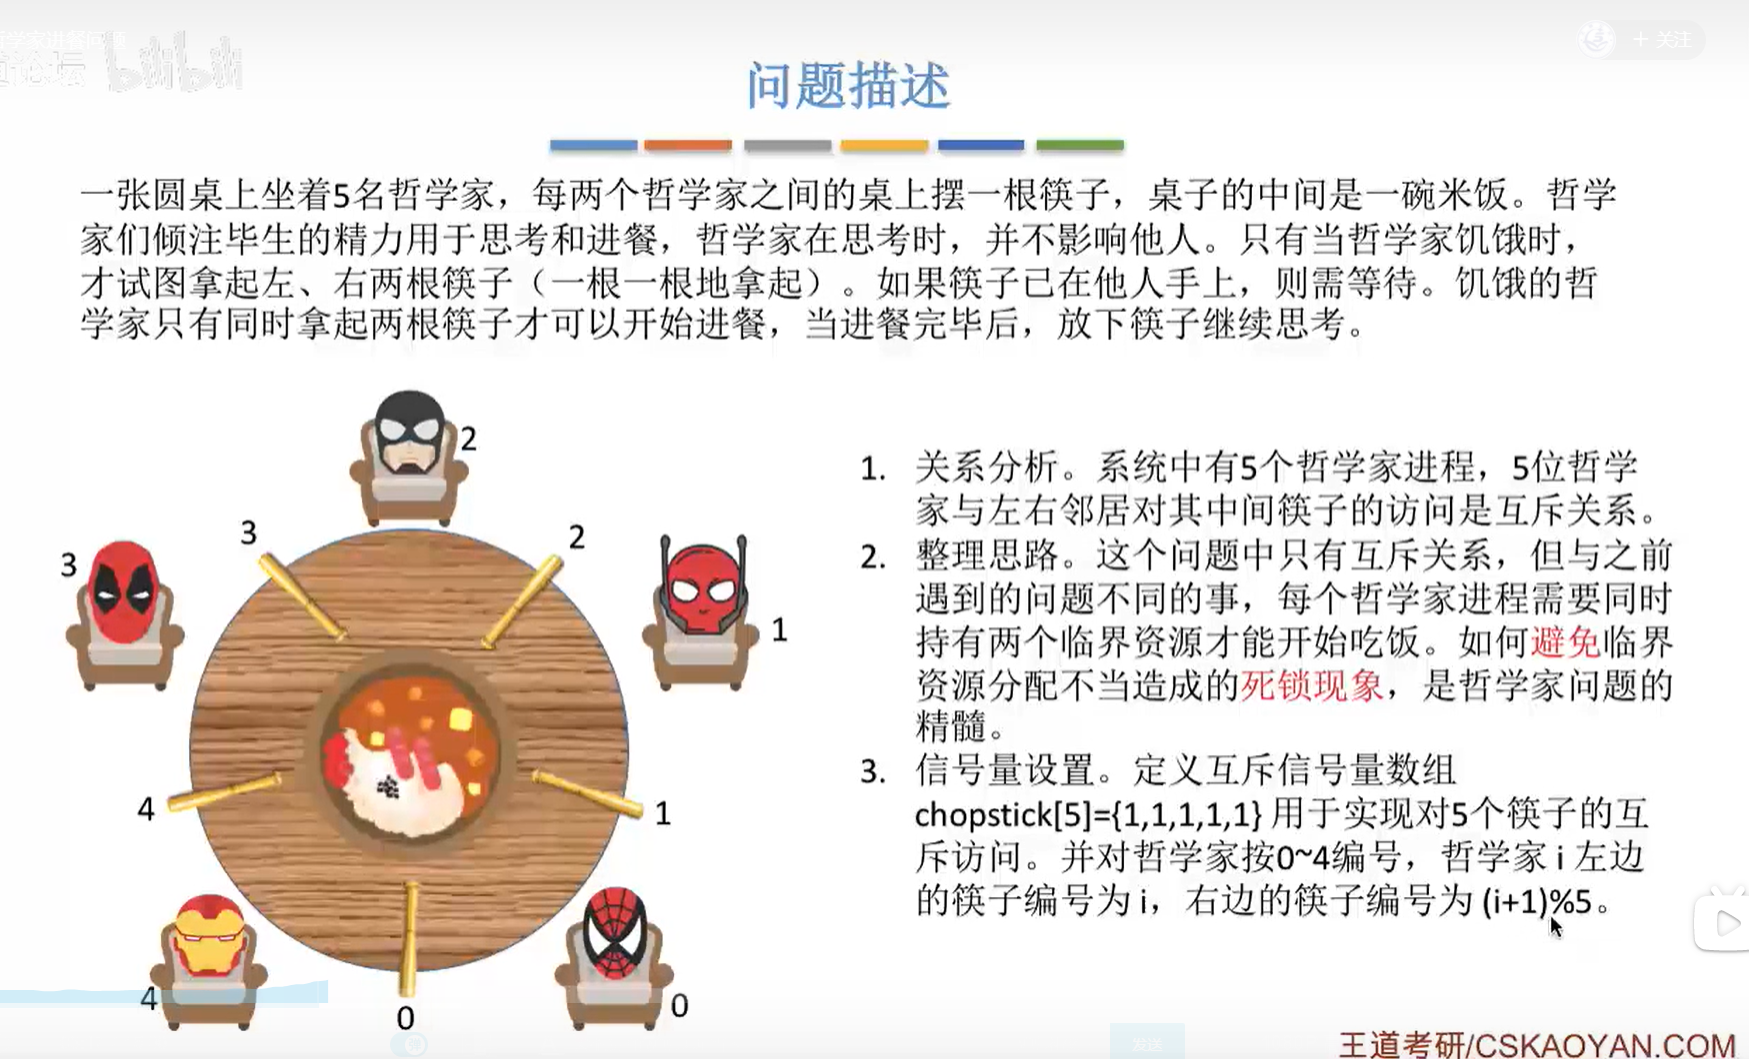 bilibili
+ 关注
问题描述
一张圆桌上坐着5名哲学家，每两个哲学家之间的桌上摆一根筷子，桌子的中间是一碗米饭。哲学
家们倾注毕生的精力用于思考和进餐，哲学家在思考时，并不影响他人。只有当哲学家饥饿时，
才试图拿起左、右两根筷子（一根一根地拿起）。如果筷子已在他人手上，则需等待。饥饿的哲
学家只有同时拿起两根筷子才可以开始进餐，当进餐完毕后，放下筷子继续思考。
2
3
2
3
1
4
1
4
0
0
1. 关系分析。系统中有5个哲学家进程，5位哲学
家与左右邻居对其中间筷子的访问是互斥关系。
2. 整理思路。这个问题中只有互斥关系，但与之前
遇到的问题不同的事，每个哲学家进程需要同时
持有两个临界资源才能开始吃饭。如何避免临界
资源分配不当造成的死锁现象，是哲学家问题的
精髓。
3. 信号量设置。定义互斥信号量数组
chopstick[5]={1,1,1,1,1} 用于实现对5个筷子的互
斥访问。并对哲学家按0~4编号，哲学家 i 左边
的筷子编号为 i，右边的筷子编号为 (i+1)%5。
发送
王道考研/CSKAOYAN.COM